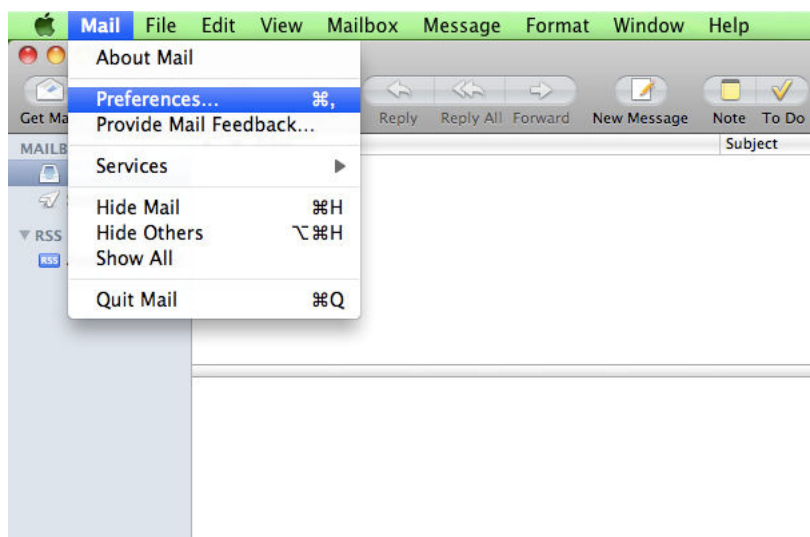 Mail File Edit View Mailbox Message Format Window Help
About Mail
Preferences... ⌘,
Provide Mail Feedback...
Services ▶
Hide Mail ⌘H
Hide Others ⌥⌘H
Show All
Quit Mail ⌘Q
Get Ma
Reply Reply All Forward New Message Note To Do
MAILB
Subject
RSS
RSS